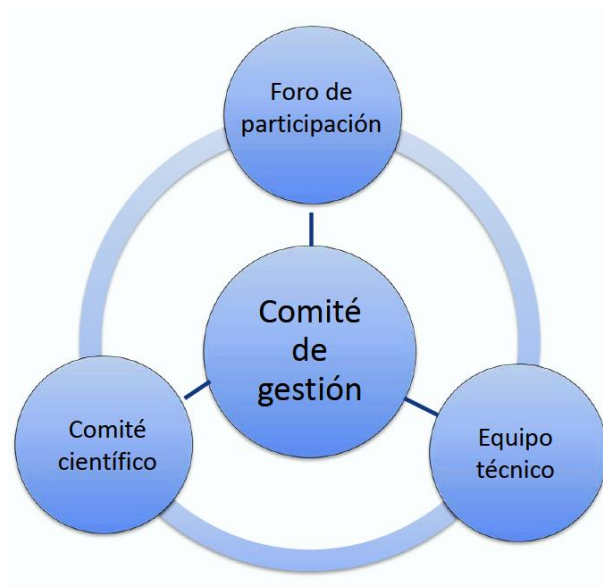 Foro de
participación
Comité
de
gestión
Comité
científico
Equipo
técnico